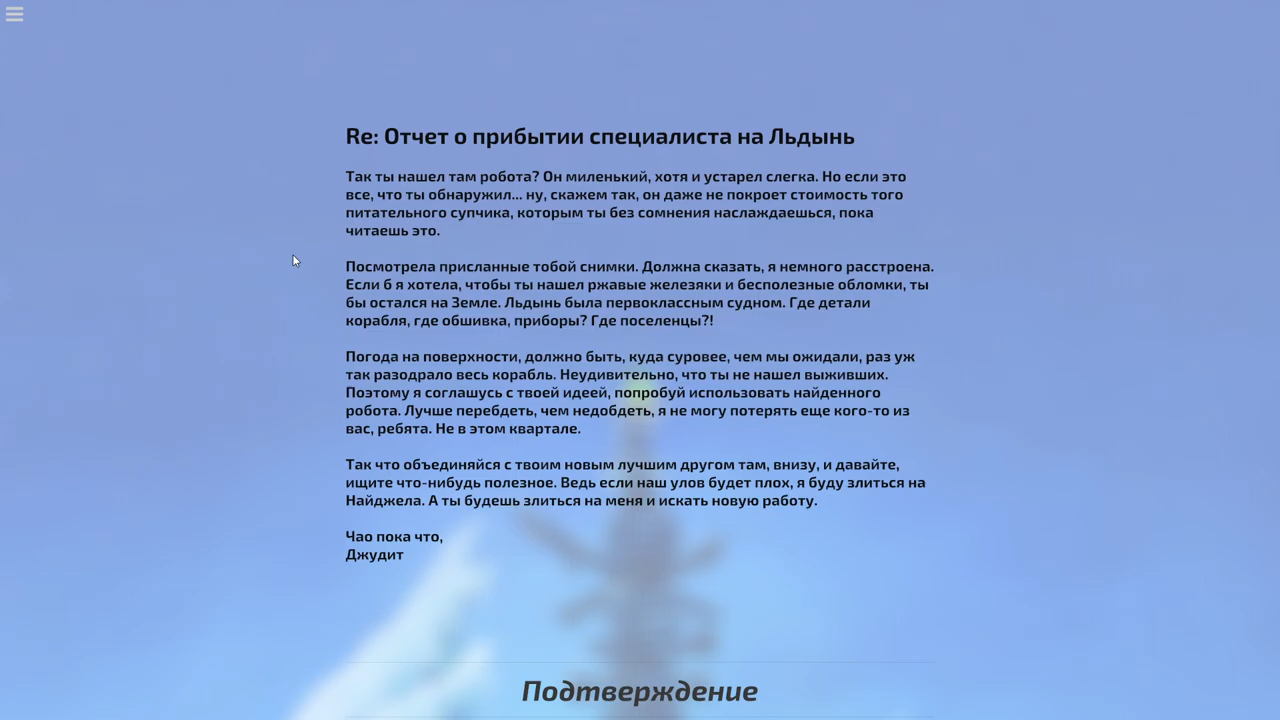 Re: Отчет о прибытии специалиста на Льдынь
Так ты нашел там робота? Он миленький, хотя и устарел слегка. Но если это
все, что ты обнаружил... ну, скажем так, он даже не покроет стоимость того
питательного супчика, которым ты без сомнения наслаждаешься, пока
читаешь это.
Посмотрела присланные тобой снимки. Должна сказать, я немного расстроена.
Если б я хотела, чтобы ты нашел ржавые железяки и бесполезные обломки, ты
бы остался на Земле. Льдынь была первоклассным судном. Где детали
корабля, где обшивка, приборы? Где поселенцы?!
Погода на поверхности, должно быть, куда суровее, чем мы ожидали, раз уж
так разодрало весь корабль. Неудивительно, что ты не нашел выживших.
Поэтому я соглашусь с твоей идеей, попробуй использовать найденного
робота. Лучше перебдеть, чем недобдеть, я не могу потерять еще кого-то из
вас, ребята. Не в этом квартале.
Так что объединяйся с твоим новым лучшим другом там, внизу, и давайте,
ищите что-нибудь полезное. Ведь если наш улов будет плох, я буду злиться на
Найджела. А ты будешь злиться на меня и искать новую работу.
Чао пока что,
Джудит
Подтверждение